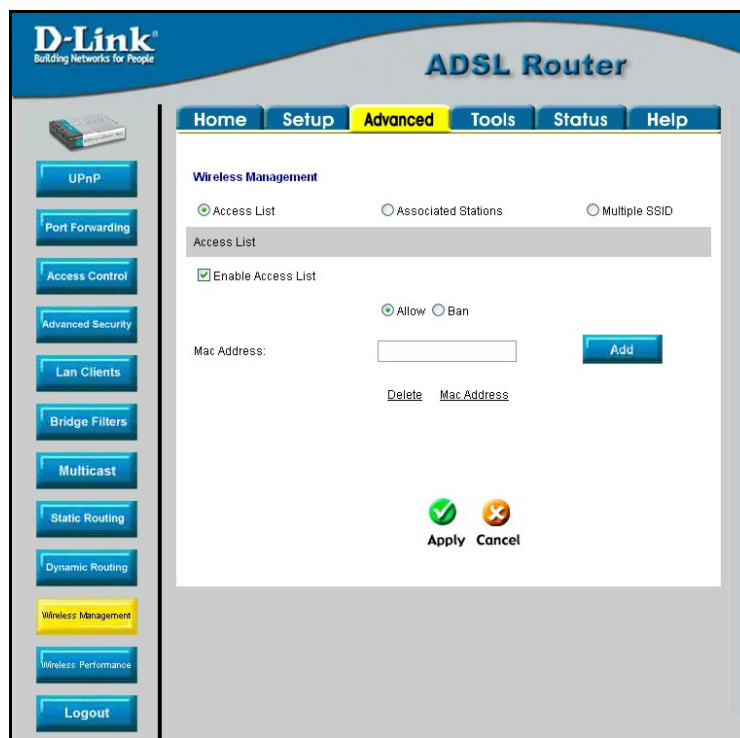 D-Link®
Building Networks for People
ADSL Router
Home Setup Advanced Tools Status Help
UPnP
Port Forwarding
Access Control
Advanced Security
Lan Clients
Bridge Filters
Multicast
Static Routing
Dynamic Routing
Wireless Management
Wireless Performance
Logout
Wireless Management
Access List Associated Stations Multiple SSID
Access List
Enable Access List
Allow Ban
Mac Address: Add
Delete Mac Address
Apply Cancel